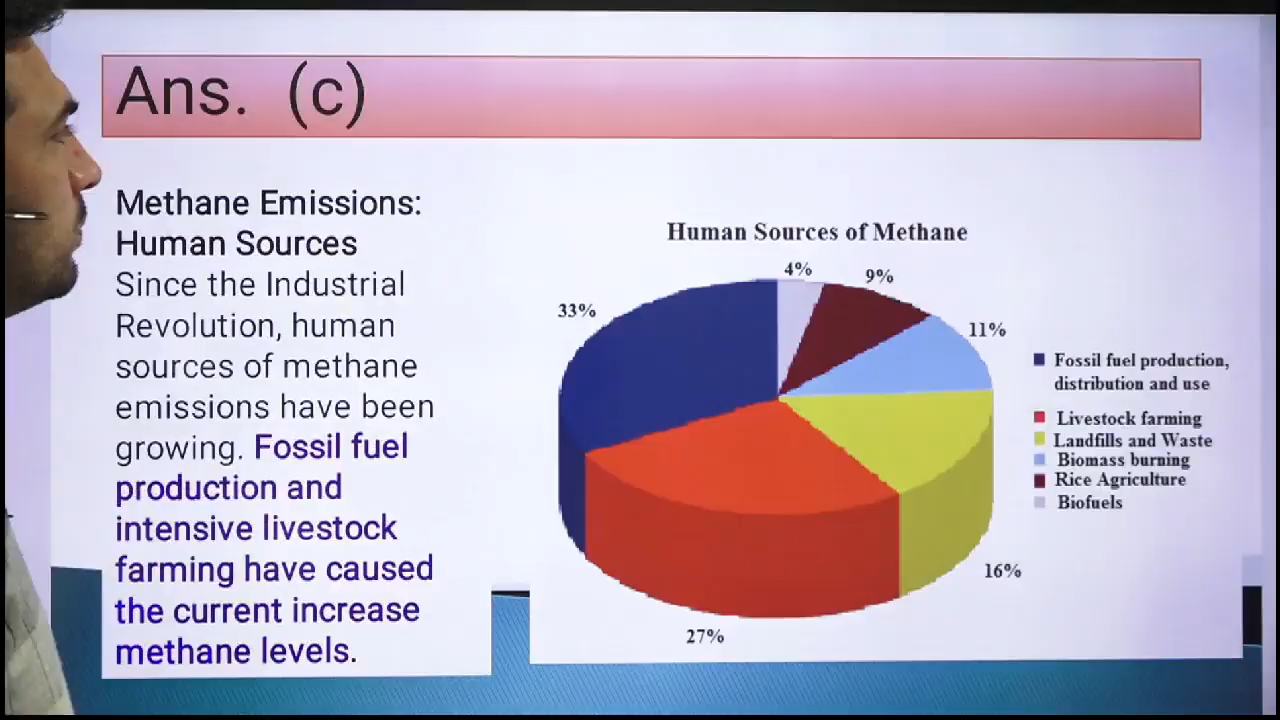 Ans. (c)
Methane Emissions:
Human Sources
Since the Industrial
Revolution, human
sources of methane
emissions have been
growing. Fossil fuel
production and
intensive livestock
farming have caused
the current increase
methane levels.
Human Sources of Methane
4%
9%
33%
11%
16%
27%
Fossil fuel production,
distribution and use
Livestock farming
Landfills and Waste
Biomass burning
Rice Agriculture
Biofuels